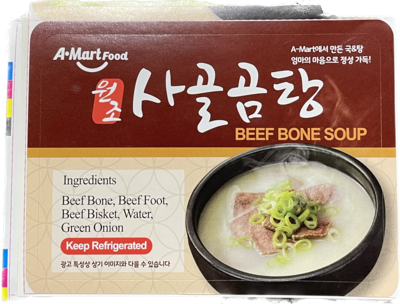 A-Mart Food
A-Mart에서 만든 국&탕
엄마의 마음으로 정성 가득!
원조
사골곰탕
BEEF BONE SOUP
Ingredients
Beef Bone, Beef Foot,
Beef Bisket, Water,
Green Onion
Keep Refrigerated
광고 특성상 상기 이미지와 다를 수 있습니다